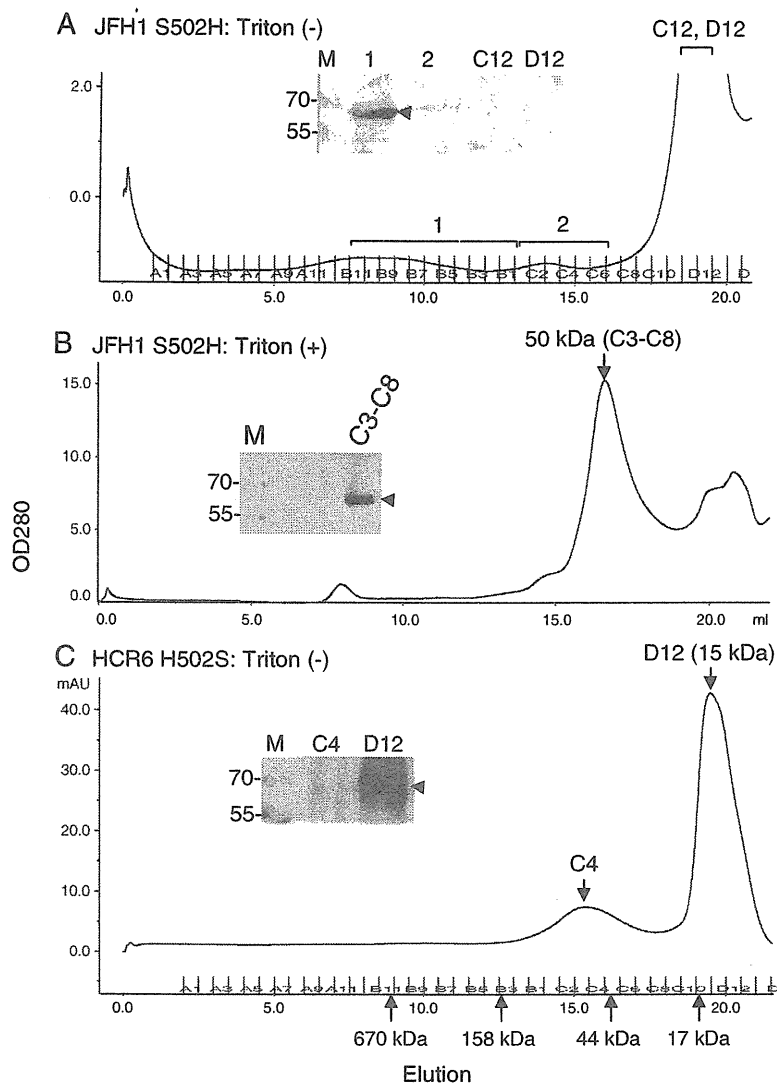 A JFH1 S502H: Triton (-)
C12, D12
M 1 2 C12 D12
2.0
70-
55-
0.0
1
2
A1 A3 A5 A7 A9 A11 B11 B9 B7 B5 B3 B1 C2 C4 C6 C8 C10 D12 D
0.0 5.0 10.0 15.0 20.0
B JFH1 S502H: Triton (+)
50 kDa (C3-C8)
15.0
M C3-C8
10.0
70-
55-
5.0
0.0
0.0 5.0 10.0 15.0 20.0 ml
OD280
C HCR6 H502S: Triton (-)
D12 (15 kDa)
mAU
40.0
M C4 D12
70-
30.0
55-
20.0
C4
10.0
0.0
A1 A3 A5 A7 A9 A11 B11 B9 B7 B5 B3 B1 C2 C4 C6 C8 C10 D12 D
0.0 5.0 10.0 15.0 20.0
670 kDa 158 kDa 44 kDa 17 kDa
Elution